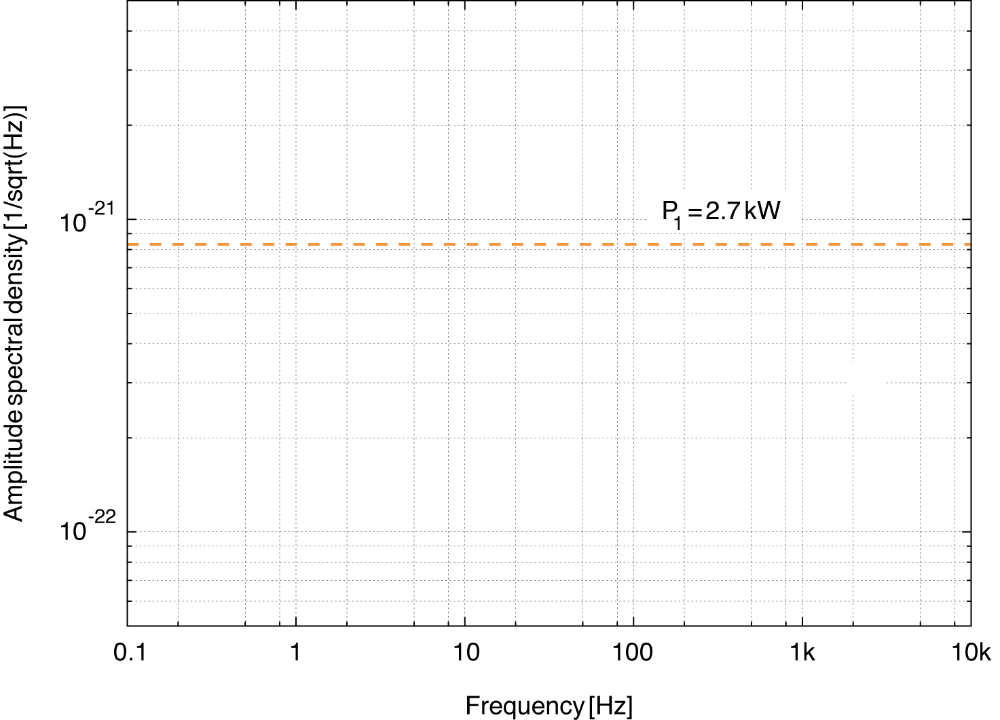 Amplitude spectral density [1/sqrt(Hz)]
10^-21
10^-22
P_1 = 2.7 kW
0.1 1 10 100 1k 10k
Frequency [Hz]